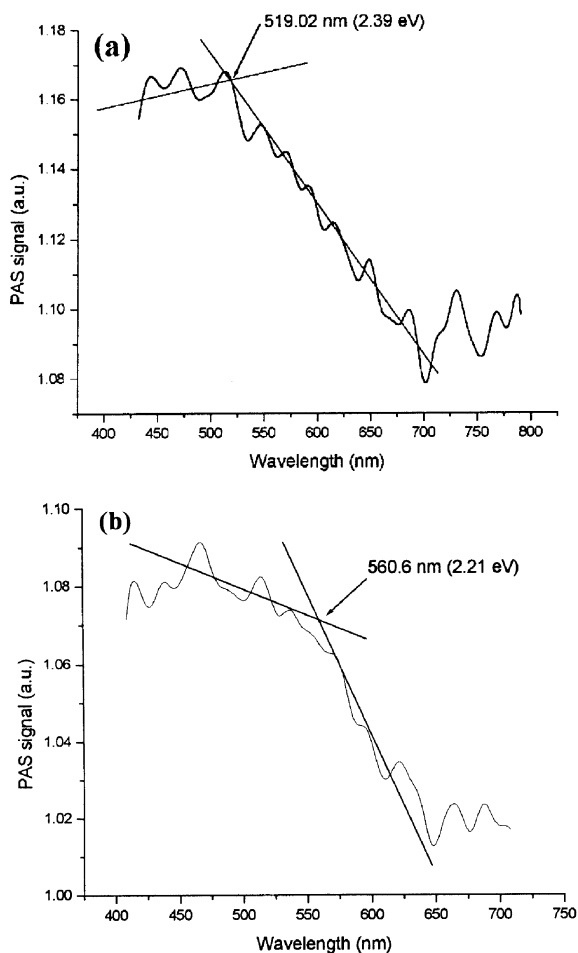 (a)
519.02 nm (2.39 eV)
1.18
1.16
1.14
1.12
1.10
1.08
PAS signal (a.u.)
400 450 500 550 600 650 700 750 800
Wavelength (nm)
(b)
560.6 nm (2.21 eV)
1.10
1.08
1.06
1.04
1.02
1.00
PAS signal (a.u.)
400 450 500 550 600 650 700 750
Wavelength (nm)